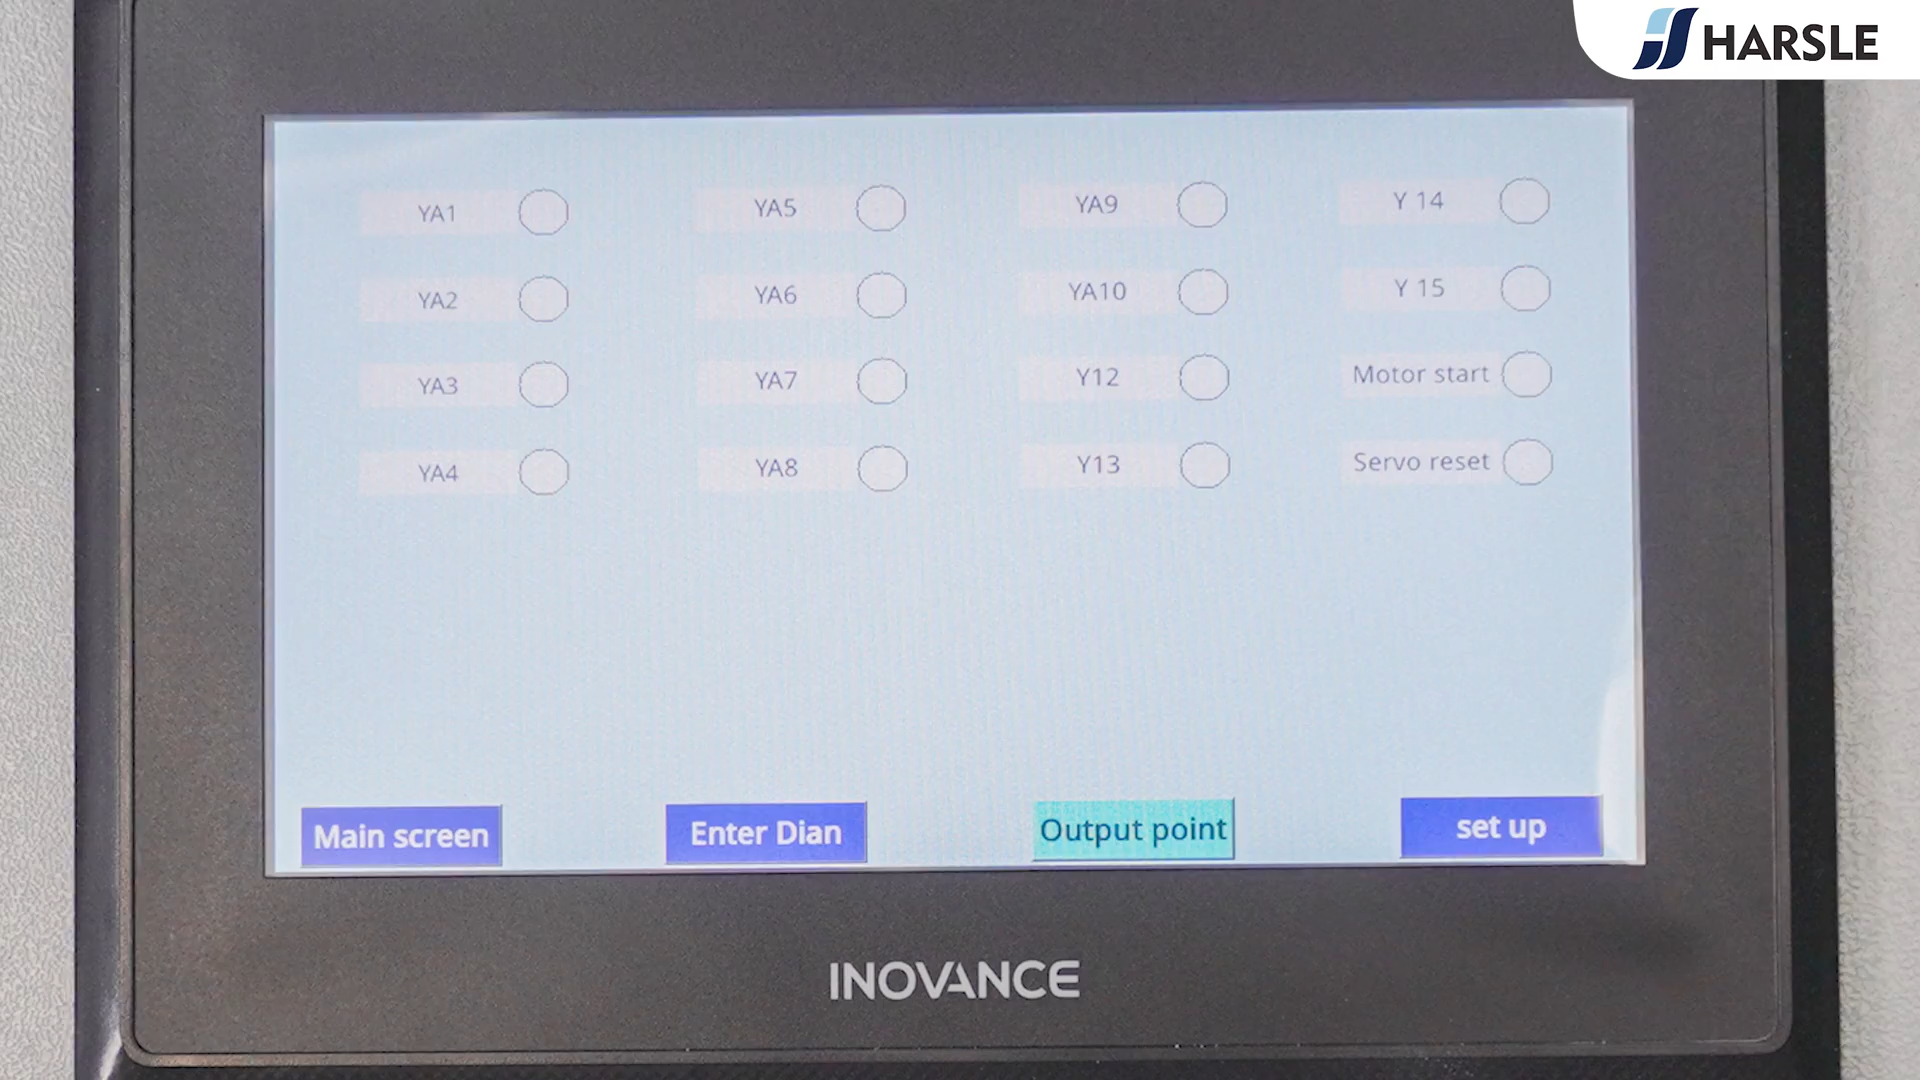 HARSLE
YA1 YA5 YA9 Y 14
YA2 YA6 YA10 Y 15
YA3 YA7 Y12 Motor start
YA4 YA8 Y13 Servo reset
Main screen Enter Dian Output point set up
INOVANCE